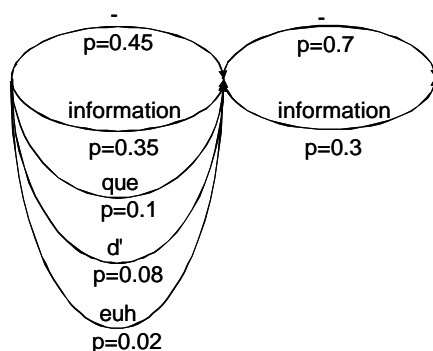 -
p=0.45
information
p=0.35
que
p=0.1
d'
p=0.08
euh
p=0.02
-
p=0.7
information
p=0.3